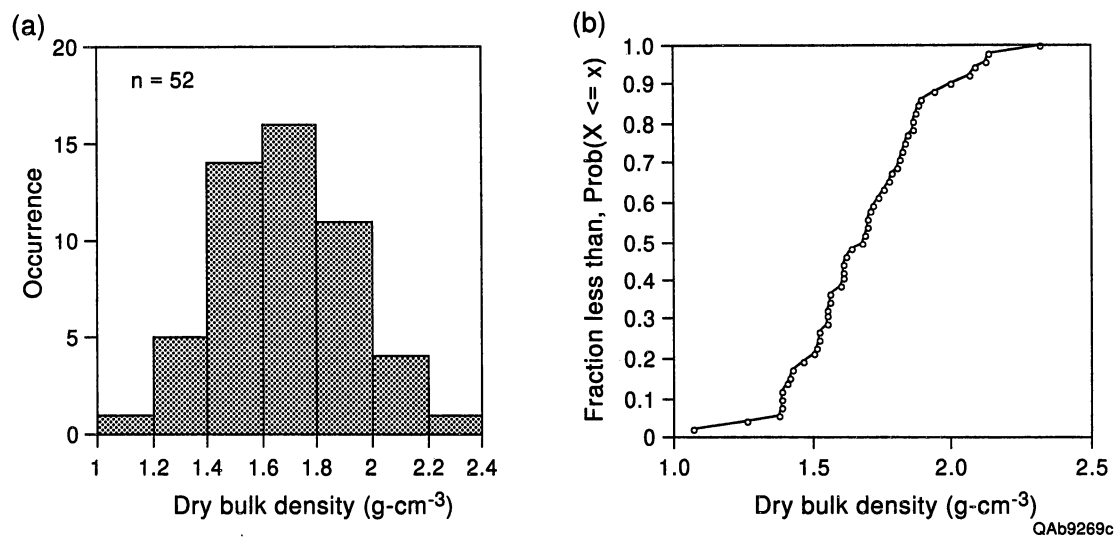 (a)
20
15
10
5
0
n = 52
Occurrence
1 1.2 1.4 1.6 1.8 2 2.2 2.4
Dry bulk density (g-cm-3)
(b)
1.0
0.9
0.8
0.7
0.6
0.5
0.4
0.3
0.2
0.1
0
Fraction less than, Prob(X <= x)
1.0 1.5 2.0 2.5
Dry bulk density (g-cm-3)
QAb9269c